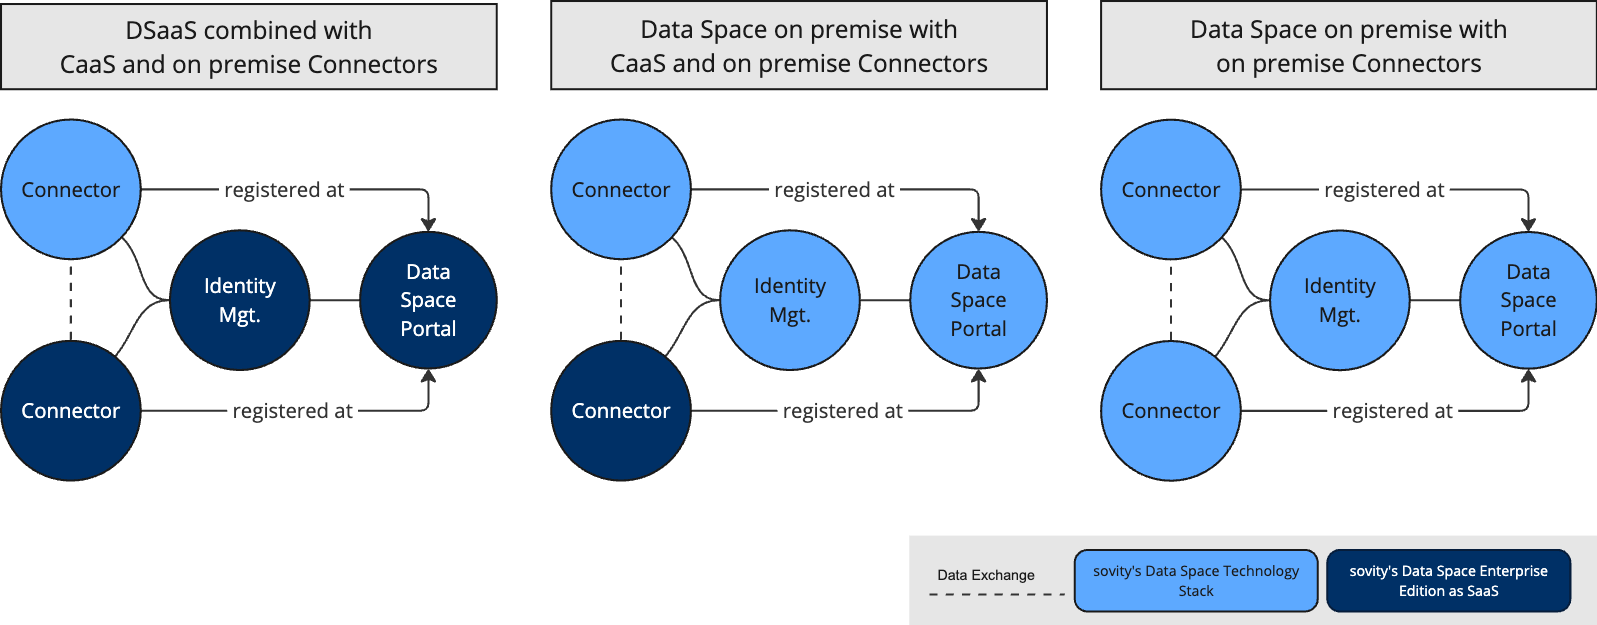 DSaaS combined with
CaaS and on premise Connectors
Data Space on premise with
CaaS and on premise Connectors
Data Space on premise with
on premise Connectors
Connector
registered at
Identity
Mgt.
Data
Space
Portal
Connector
registered at
Connector
registered at
Identity
Mgt.
Data
Space
Portal
Connector
registered at
Connector
registered at
Identity
Mgt.
Data
Space
Portal
Connector
registered at
Data Exchange
sovity's Data Space Technology
Stack
sovity's Data Space Enterprise
Edition as SaaS